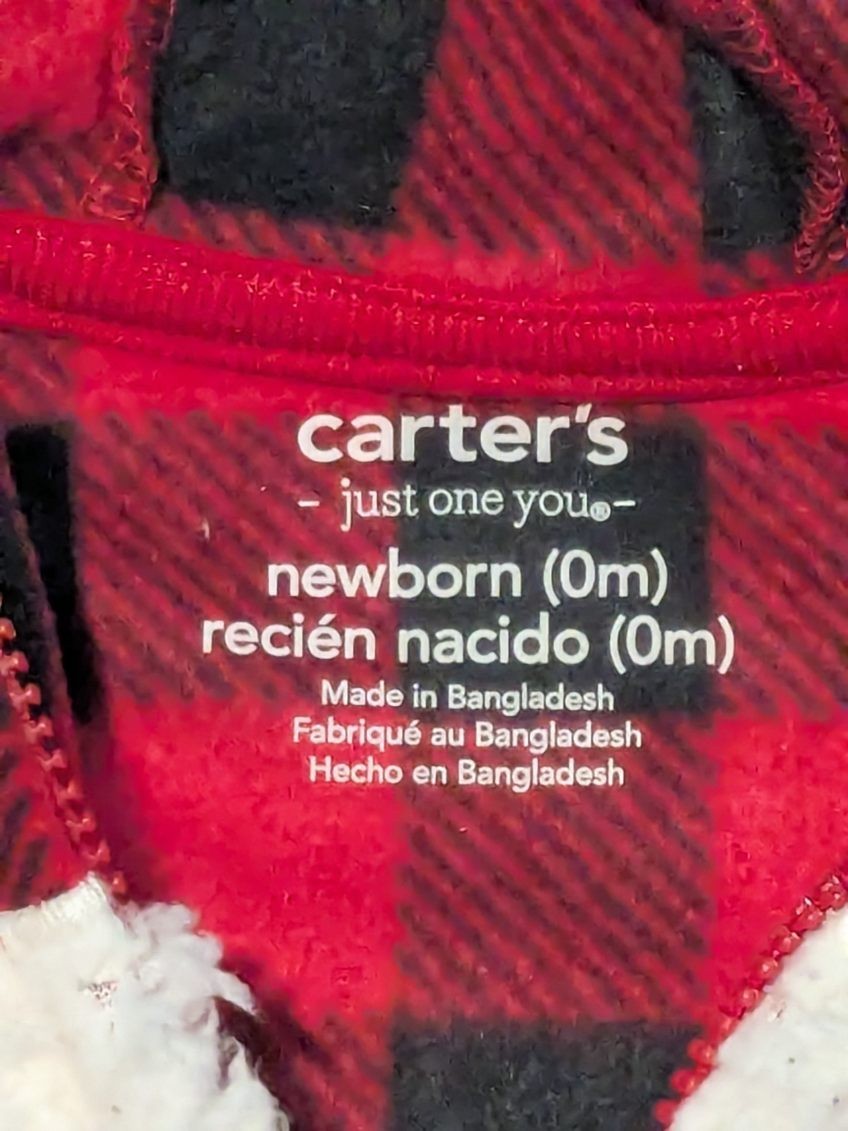 carter's
- just one you® -
newborn (0m)
recién nacido (0m)
Made in Bangladesh
Fabriqué au Bangladesh
Hecho en Bangladesh